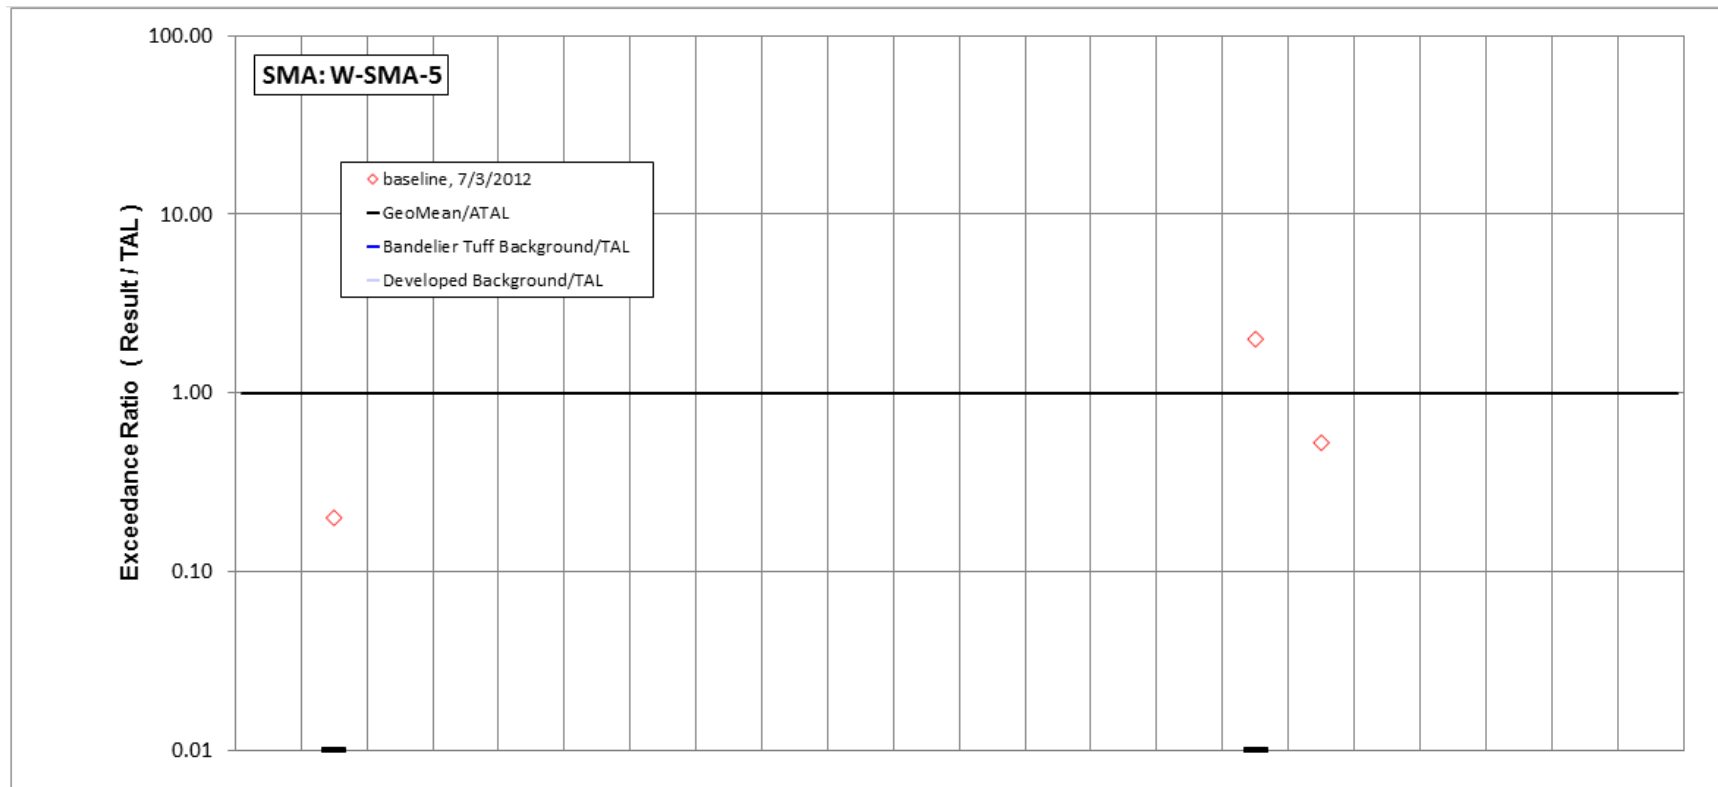 100.00
SMA: W-SMA-5
baseline, 7/3/2012
10.00
GeoMean/ATAL
Bandelier Tuff Background/TAL
Developed Background/TAL
Exceedance Ratio ( Result / TAL )
1.00
0.10
0.01